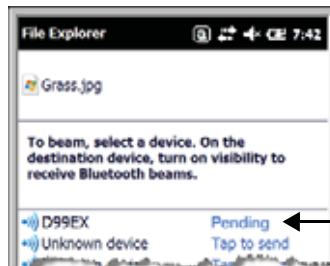 File Explorer 7:42
Grass.jpg
To beam, select a device. On the
destination device, turn on visibility to
receive Bluetooth beams.
D99EX Pending
Unknown device Tap to send